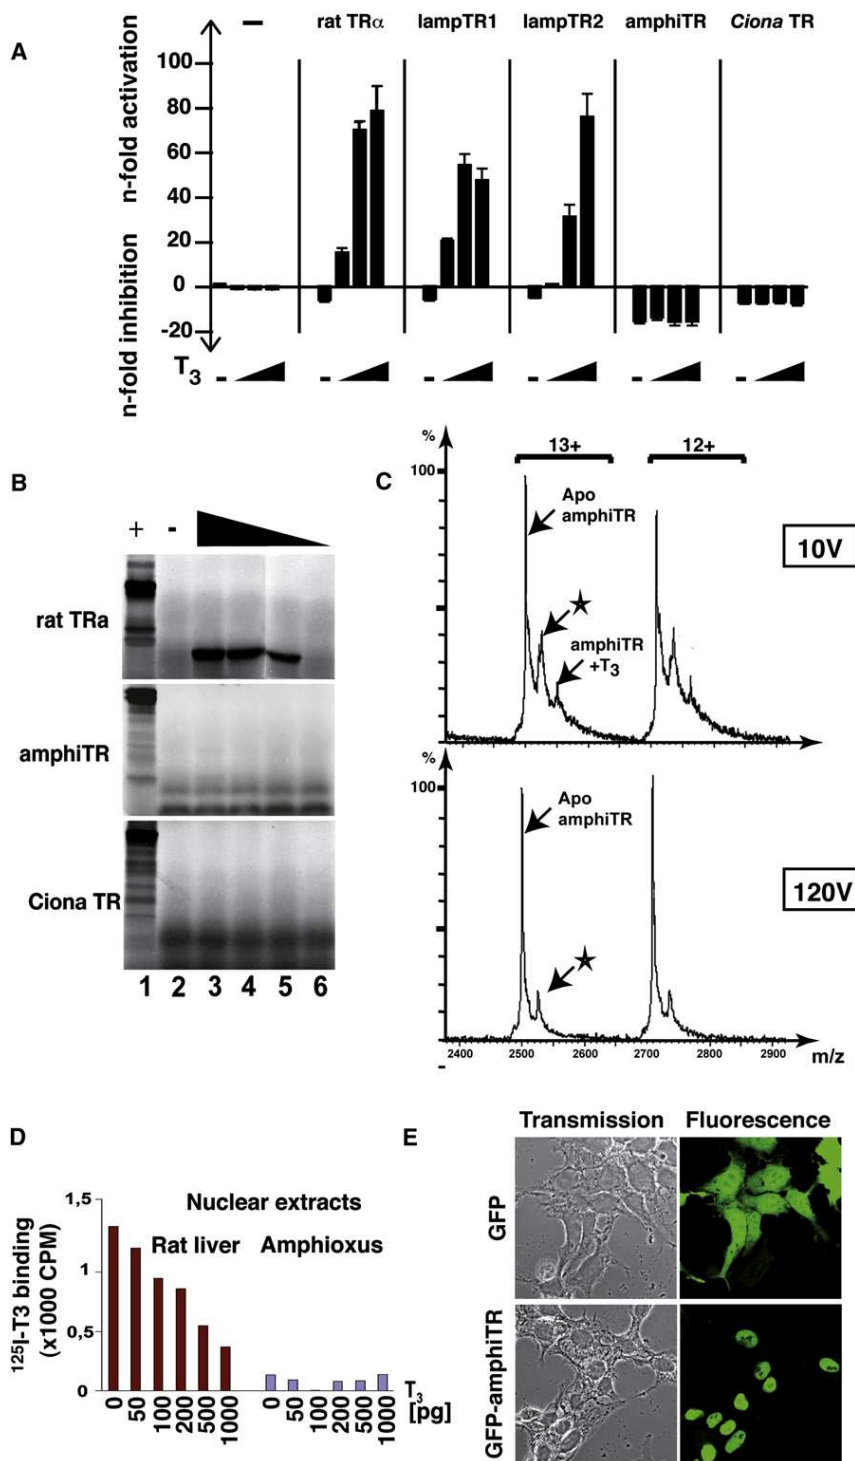 A
n-fold activation
n-fold inhibition
– rat TRα lampTR1 lampTR2 amphiTR Ciona TR
100
80
60
40
20
0
-20
T3 - - - - - -
B
+ -
rat TRa
amphiTR
Ciona TR
1 2 3 4 5 6
C
%
100
13+ 12+
Apo
amphiTR
amphiTR
+T3
10V
%
100
Apo
amphiTR
120V
2400 2500 2600 2700 2800 2900 m/z
D
125I-T3 binding
(x1000 CPM)
1,5
1
0,5
0
Nuclear extracts
Rat liver Amphioxus
0 50 100 200 500 1000 0 50 100 200 500 1000
T3
[pg]
E
Transmission Fluorescence
GFP
GFP-amphiTR